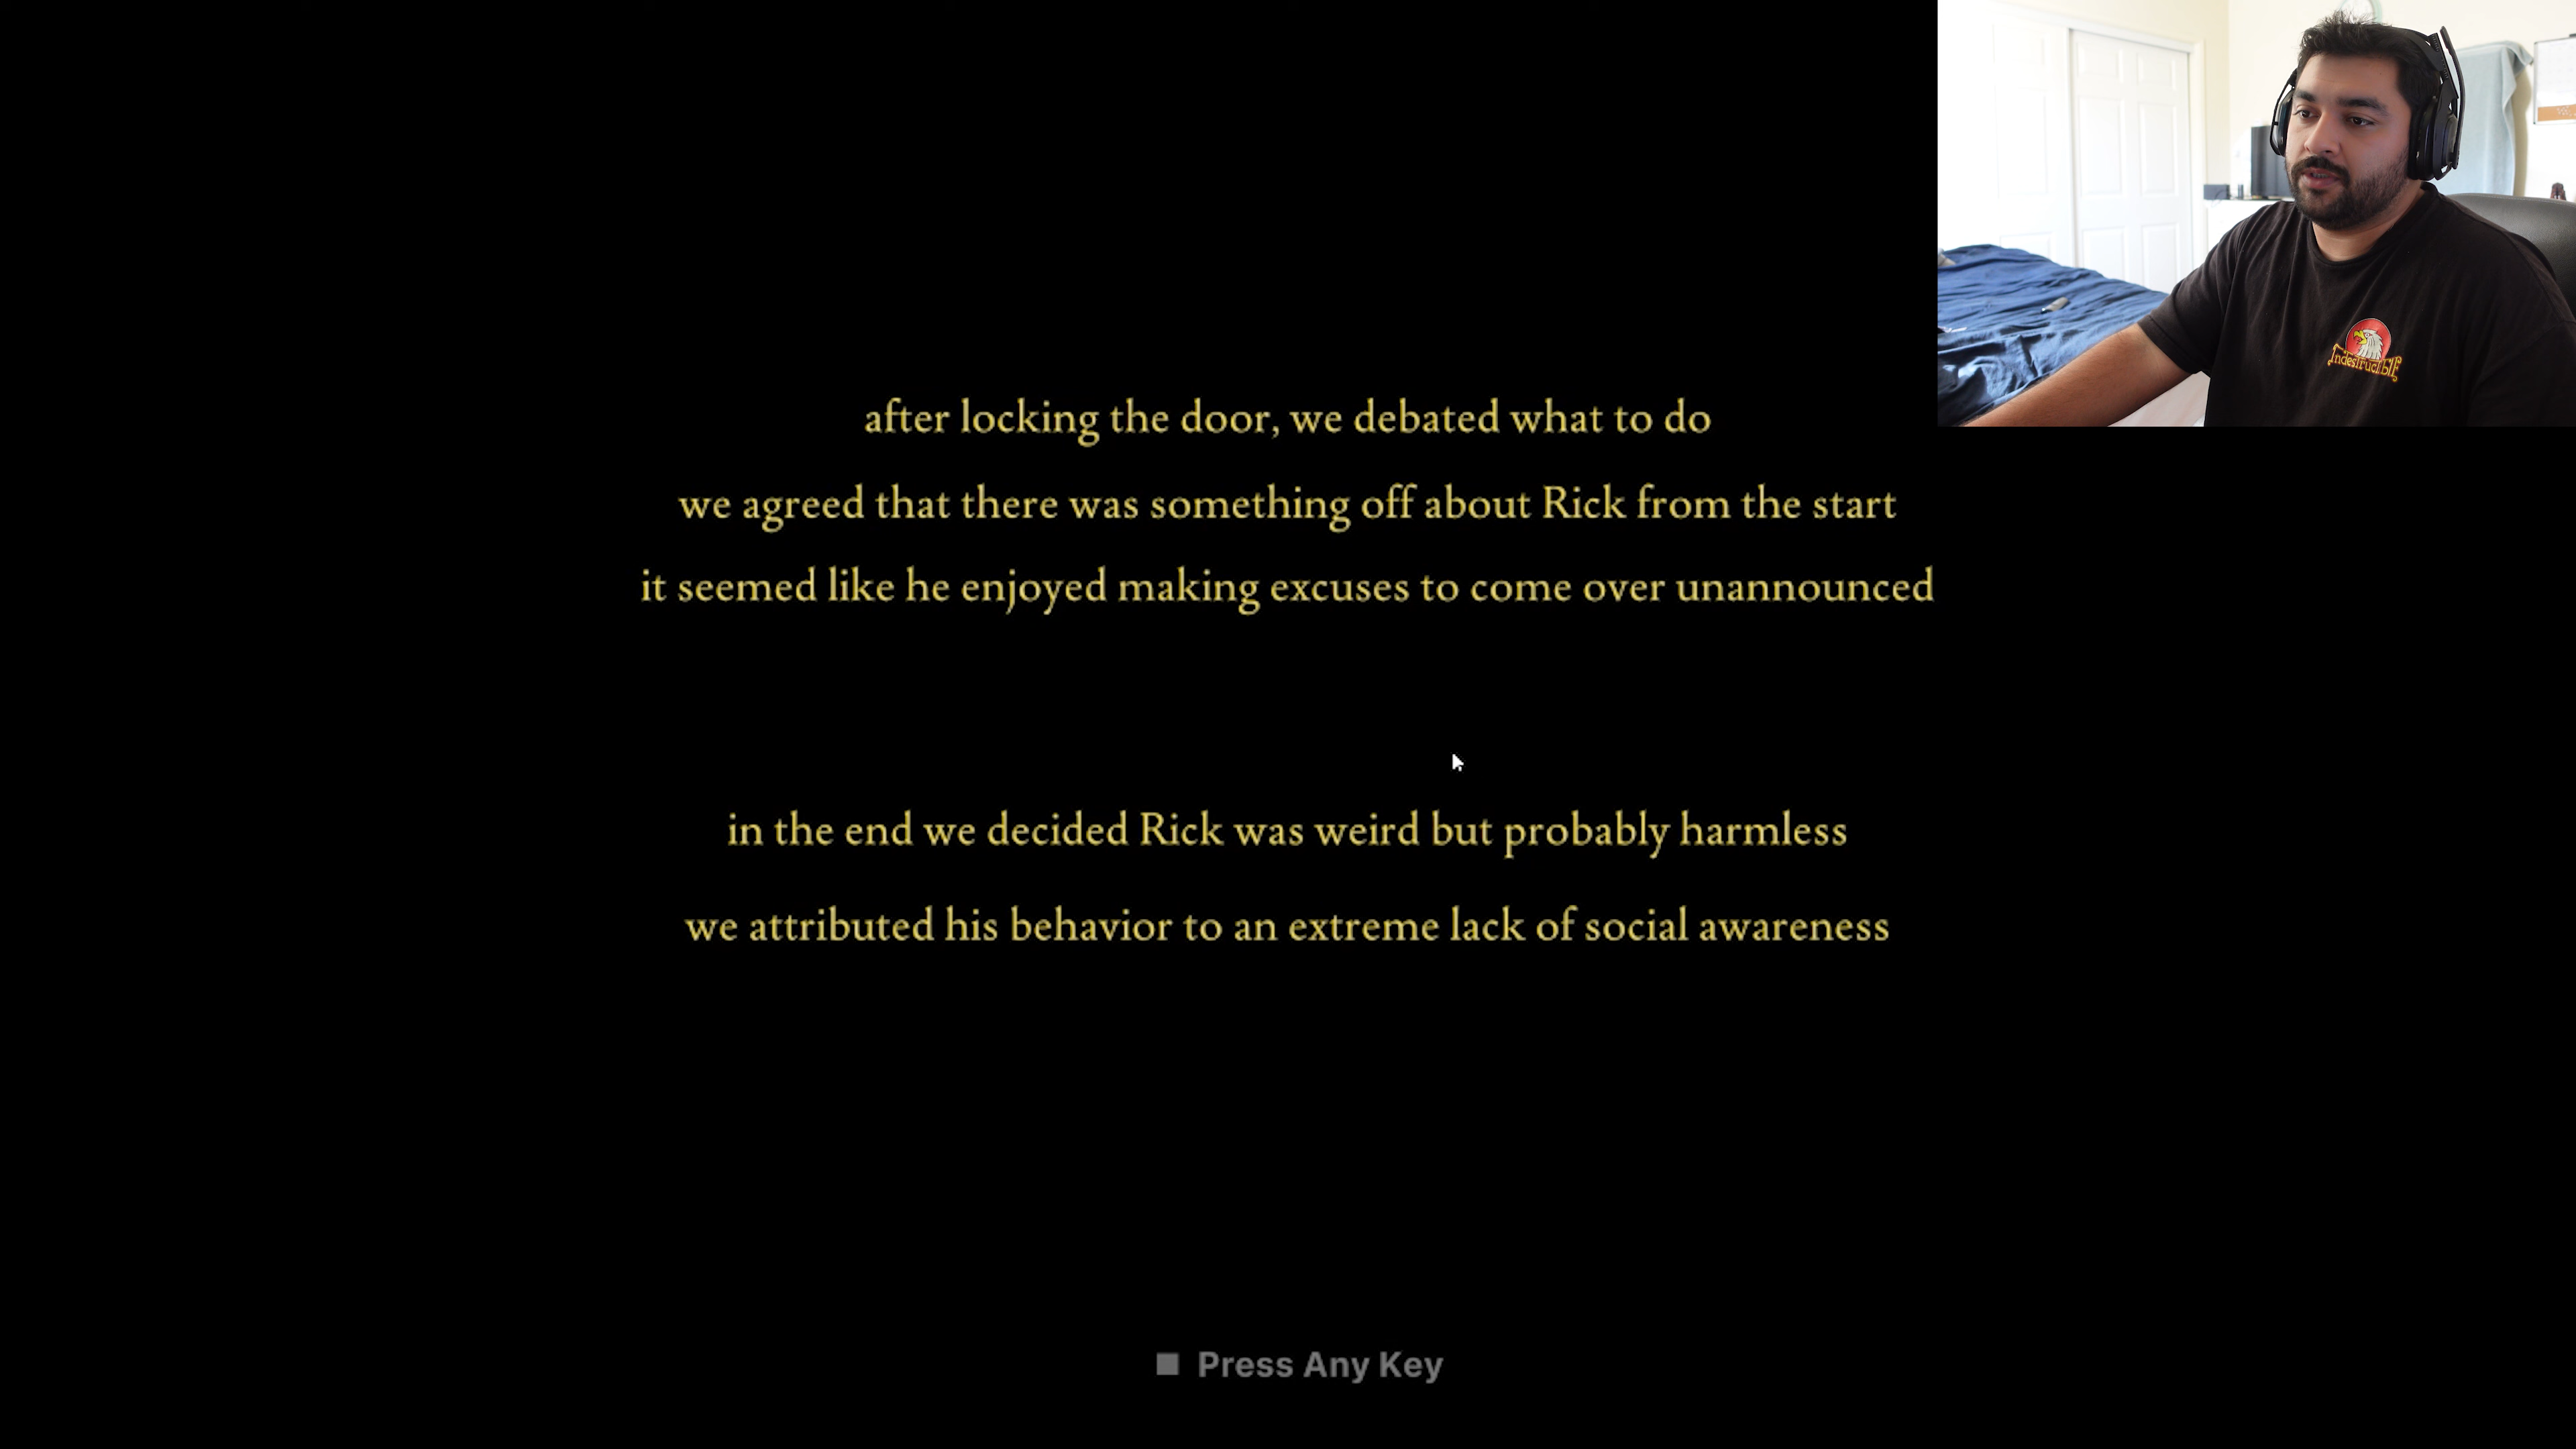 after locking the door, we debated what to do
we agreed that there was something off about Rick from the start
it seemed like he enjoyed making excuses to come over unannounced
in the end we decided Rick was weird but probably harmless
we attributed his behavior to an extreme lack of social awareness
Press Any Key
Indestructible